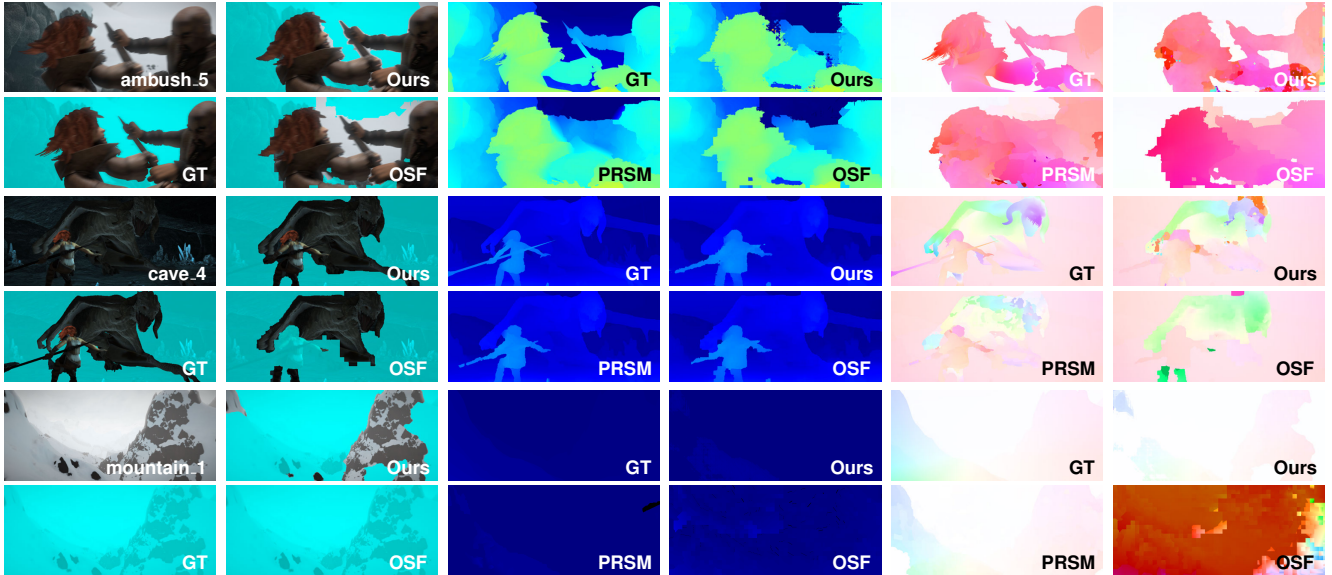 ambush_5 Ours GT Ours GT Ours
GT OSF PRSM OSF PRSM OSF
cave_4 Ours GT Ours GT Ours
GT OSF PRSM OSF PRSM OSF
mountain_1 Ours GT Ours GT Ours
GT OSF PRSM OSF PRSM OSF